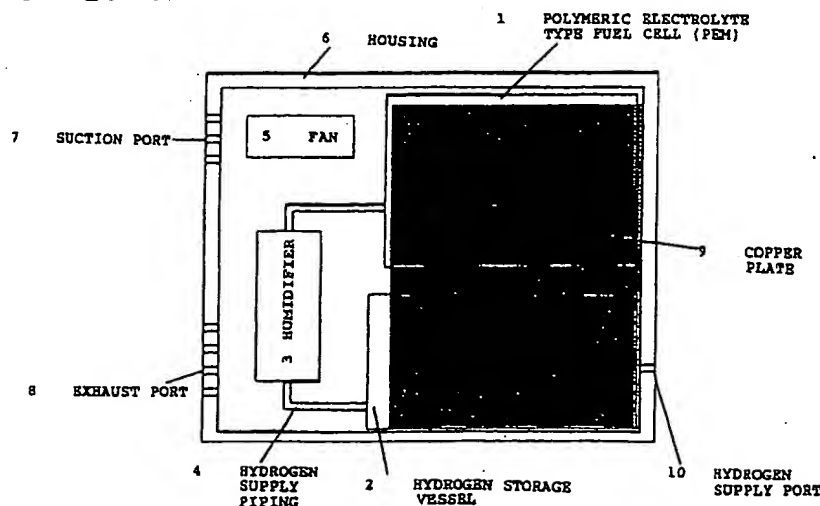 1 POLYMERIC ELECTROLYTE
TYPE FUEL CELL (PEM)
6 HOUSING
7 SUCTION PORT
5 FAN
3 HUMIDIFIER
9 COPPER
PLATE
8 EXHAUST PORT
4 HYDROGEN
SUPPLY
PIPING
2 HYDROGEN STORAGE
VESSEL
10 HYDROGEN
SUPPLY PORT